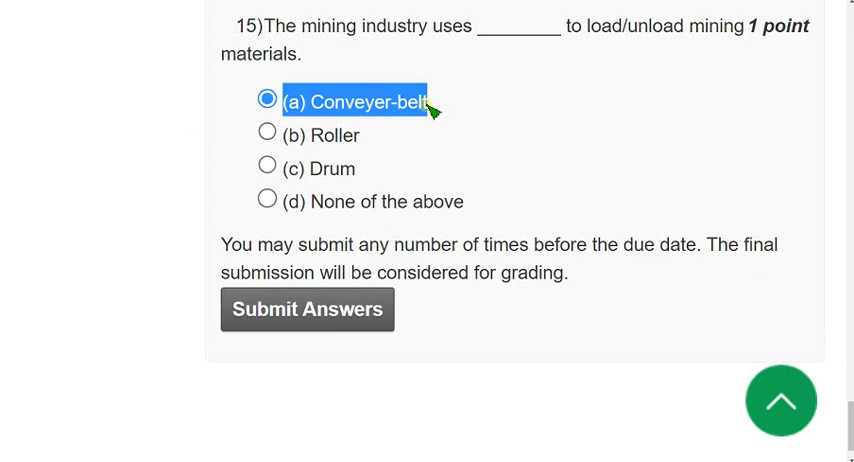 15)The mining industry uses ________ to load/unload mining 1 point
materials.
(a) Conveyer-belt
(b) Roller
(c) Drum
(d) None of the above
You may submit any number of times before the due date. The final
submission will be considered for grading.
Submit Answers